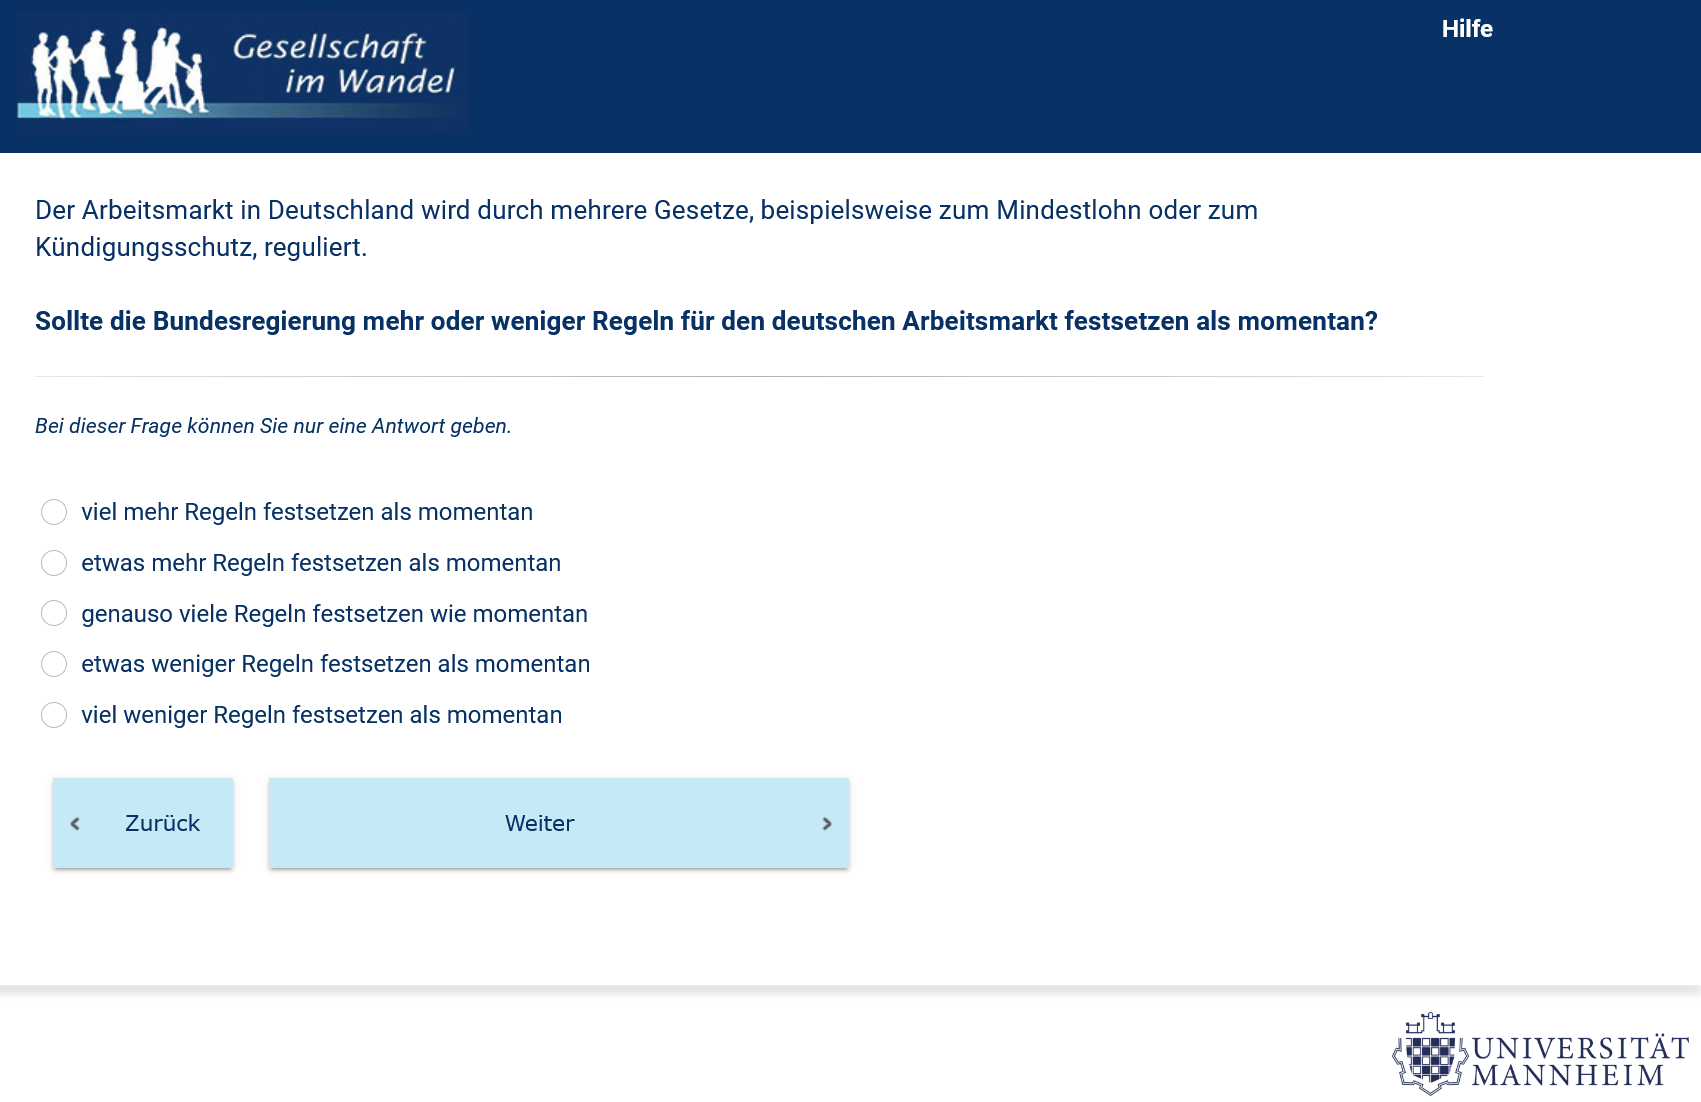 Gesellschaft
im Wandel
Hilfe
Der Arbeitsmarkt in Deutschland wird durch mehrere Gesetze, beispielsweise zum Mindestlohn oder zum
Kündigungsschutz, reguliert.
Sollte die Bundesregierung mehr oder weniger Regeln für den deutschen Arbeitsmarkt festsetzen als momentan?
Bei dieser Frage können Sie nur eine Antwort geben.
viel mehr Regeln festsetzen als momentan
etwas mehr Regeln festsetzen als momentan
genauso viele Regeln festsetzen wie momentan
etwas weniger Regeln festsetzen als momentan
viel weniger Regeln festsetzen als momentan
Zurück
Weiter
UNIVERSITÄT
MANNHEIM